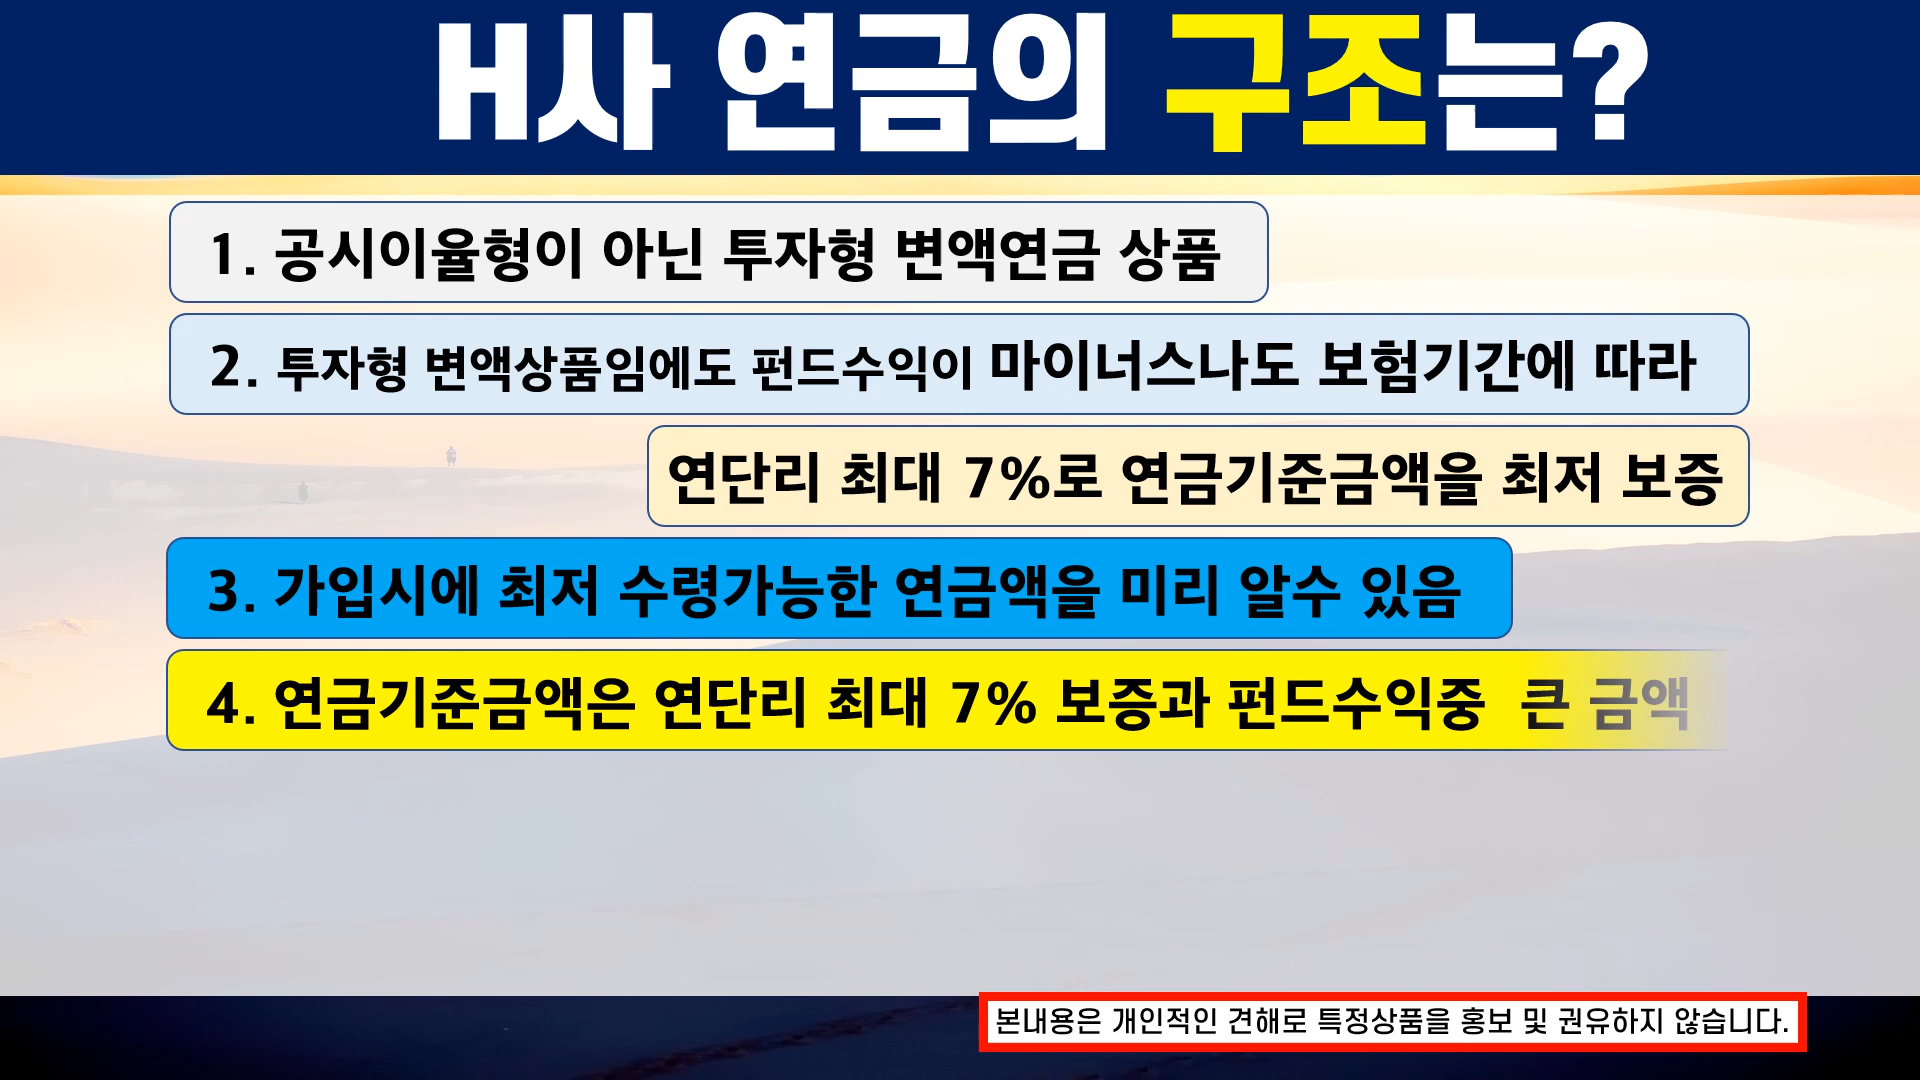 H사 연금의 구조는?
1. 공시이율형이 아닌 투자형 변액연금 상품
2. 투자형 변액상품임에도 펀드수익이 마이너스나도 보험기간에 따라
연단리 최대 7%로 연금기준금액을 최저 보증
3. 가입시에 최저 수령가능한 연금액을 미리 알수 있음
4. 연금기준금액은 연단리 최대 7% 보증과 펀드수익중 큰 금액
본내용은 개인적인 견해로 특정상품을 홍보 및 권유하지 않습니다.